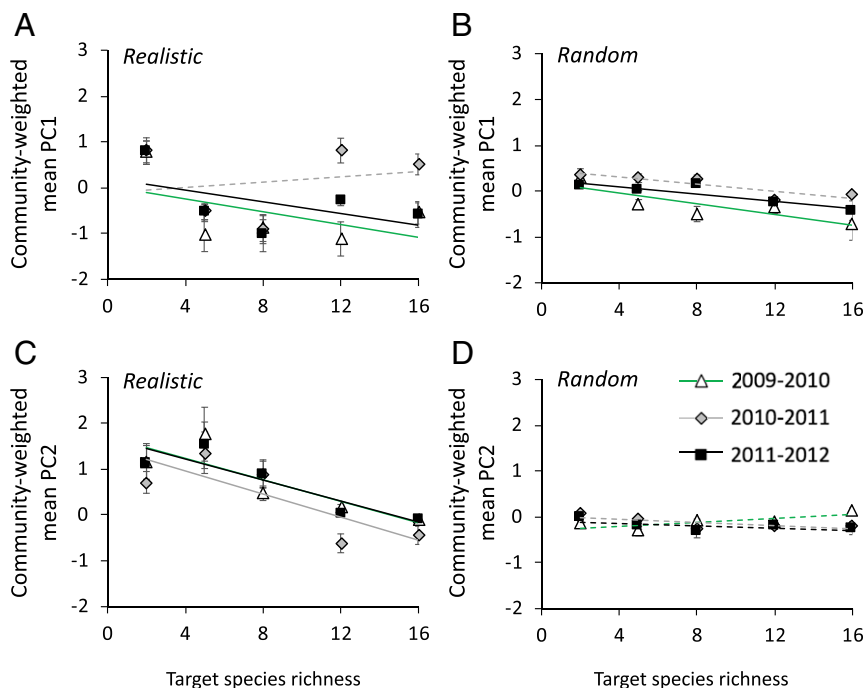 A
Realistic
Community-weighted
mean PC1
3
2
1
0
-1
-2
0
4
8
12
16
B
Random
Community-weighted
mean PC1
3
2
1
0
-1
-2
0
4
8
12
16
C
Realistic
Community-weighted
mean PC2
3
2
1
0
-1
-2
0
4
8
12
16
Target species richness
D
Random
2009-2010
2010-2011
2011-2012
Community-weighted
mean PC2
3
2
1
0
-1
-2
0
4
8
12
16
Target species richness